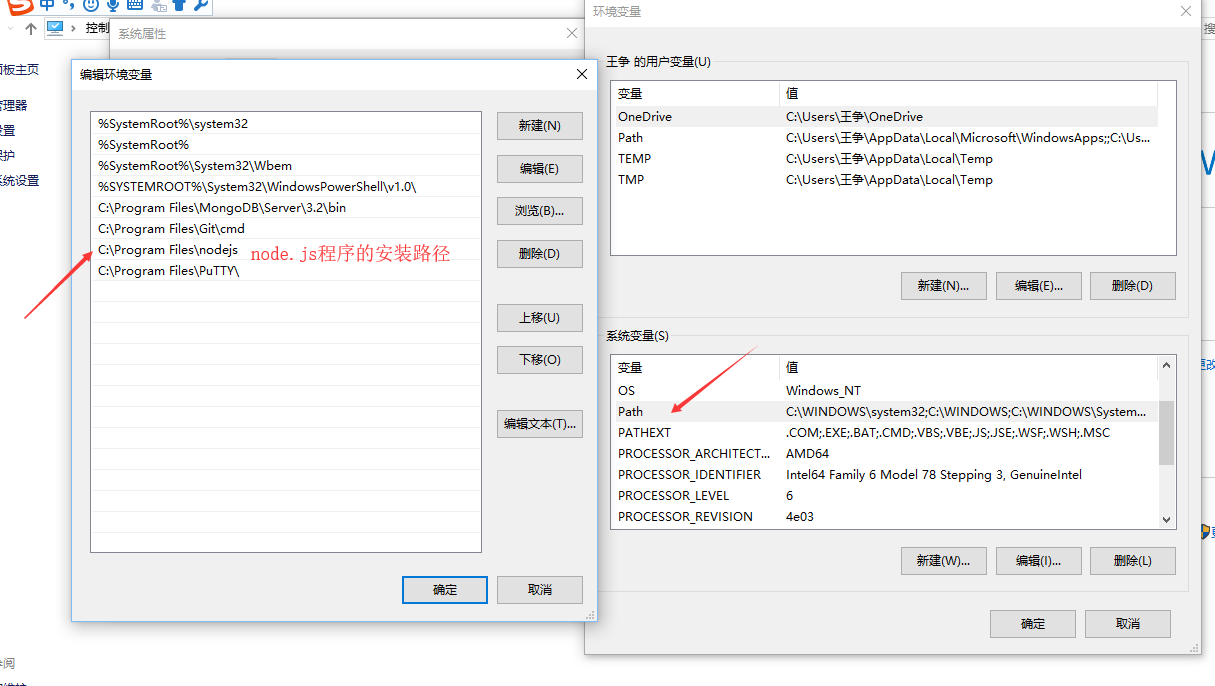 中
控制
系统属性
面板主页
管理器
设置
保护
系统设置
编辑环境变量
%SystemRoot%\system32
%SystemRoot%
%SystemRoot%\System32\Wbem
%SYSTEMROOT%\System32\WindowsPowerShell\v1.0\
C:\Program Files\MongoDB\Server\3.2\bin
C:\Program Files\Git\cmd
C:\Program Files\nodejs
node.js程序的安装路径
C:\Program Files\PuTTY\
新建(N)
编辑(E)
浏览(B)...
删除(D)
上移(U)
下移(O)
编辑文本(T)...
确定
取消
环境变量
王争 的用户变量(U)
变量 值
OneDrive C:\Users\王争\OneDrive
Path C:\Users\王争\AppData\Local\Microsoft\WindowsApps;;C:\Us...
TEMP C:\Users\王争\AppData\Local\Temp
TMP C:\Users\王争\AppData\Local\Temp
新建(N)... 编辑(E)... 删除(D)
系统变量(S)
变量 值
OS Windows_NT
Path C:\WINDOWS\system32;C:\WINDOWS;C:\WINDOWS\System...
PATHEXT .COM;.EXE;.BAT;.CMD;.VBS;.VBE;.JS;.JSE;.WSF;.WSH;.MSC
PROCESSOR_ARCHITECT... AMD64
PROCESSOR_IDENTIFIER Intel64 Family 6 Model 78 Stepping 3, GenuineIntel
PROCESSOR_LEVEL 6
PROCESSOR_REVISION 4e03
新建(W)... 编辑(I)... 删除(L)
确定 取消
搜
更改